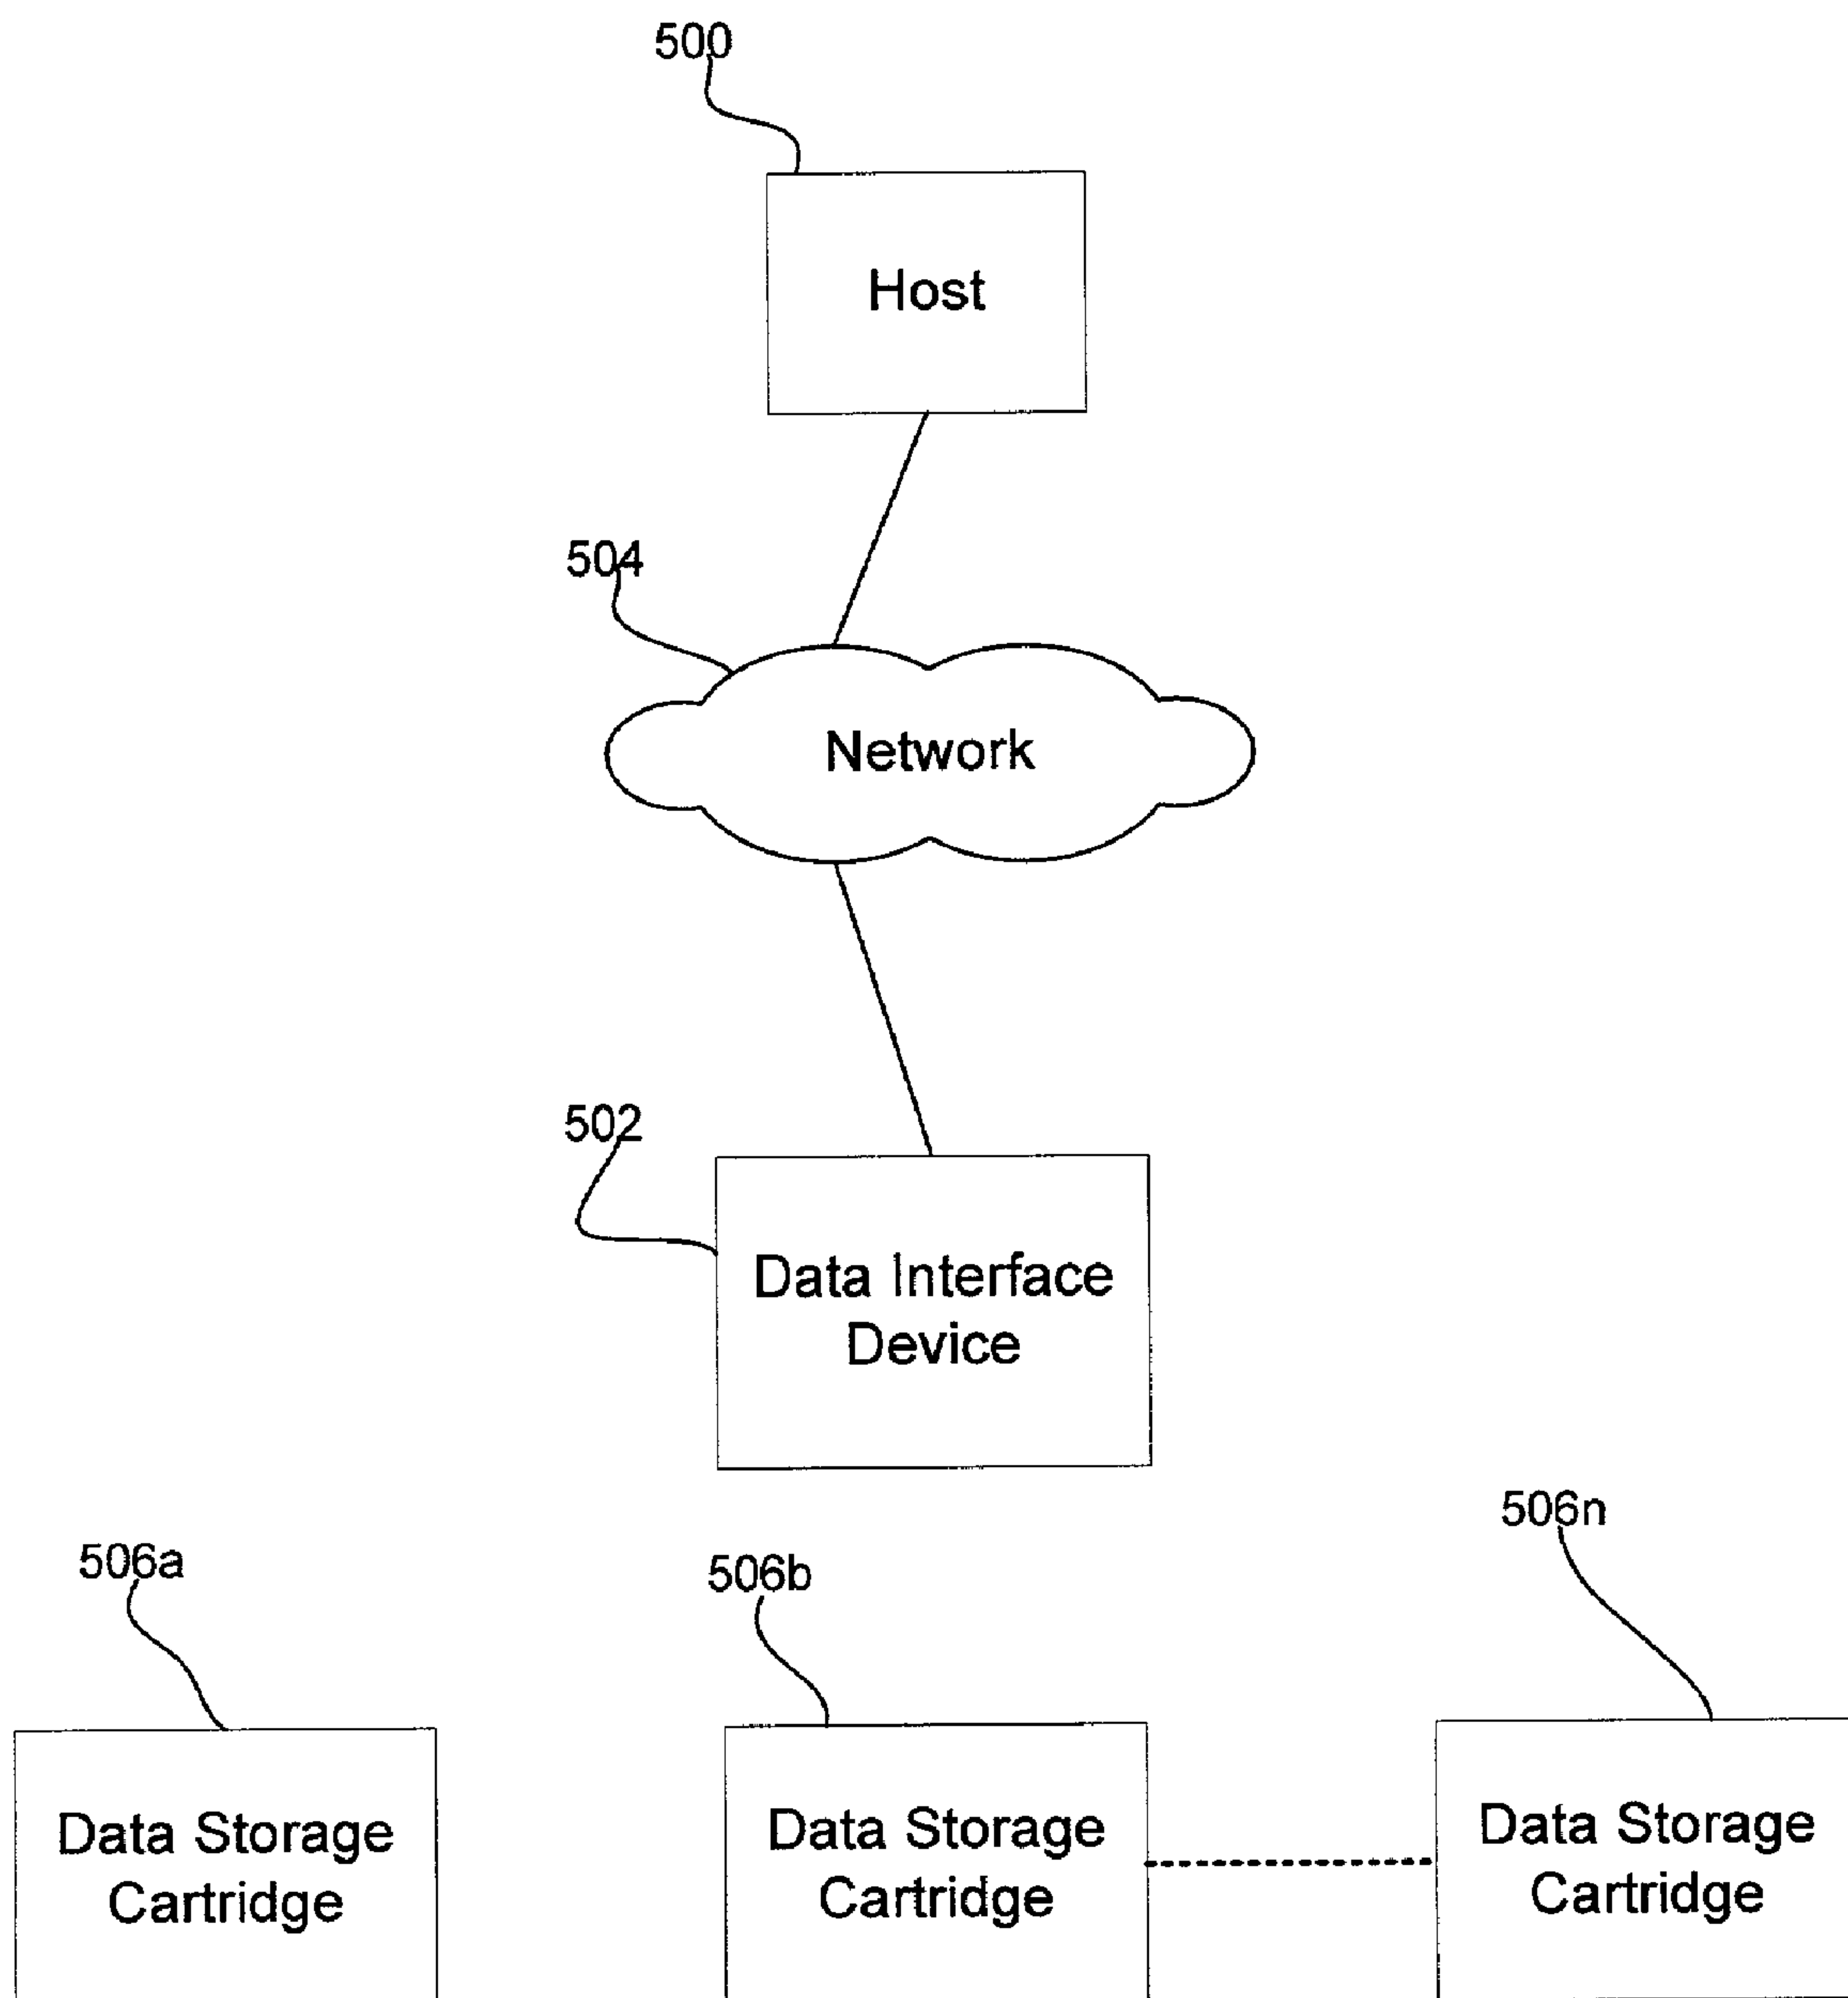 500
Host
504
Network
502
Data Interface
Device
506a
506b
506n
Data Storage
Cartridge
Data Storage
Cartridge
Data Storage
Cartridge